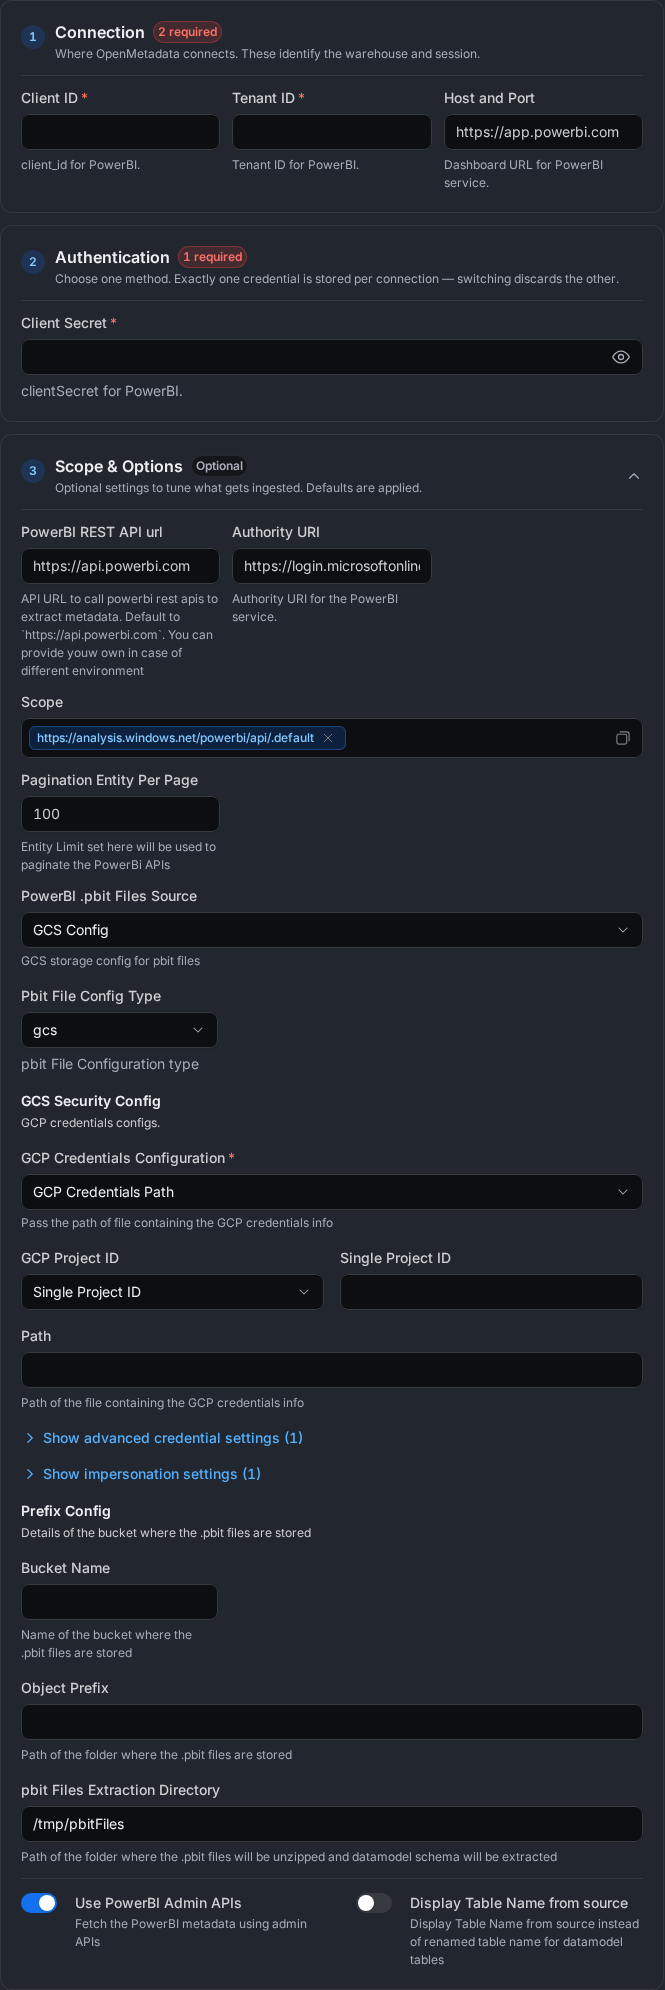 1
Connection
2 required
Where OpenMetadata connects. These identify the warehouse and session.
Client ID *
Tenant ID *
Host and Port
https://app.powerbi.com
client_id for PowerBI.
Tenant ID for PowerBI.
Dashboard URL for PowerBI
service.
2
Authentication
1 required
Choose one method. Exactly one credential is stored per connection — switching discards the other.
Client Secret *
clientSecret for PowerBI.
3
Scope & Options
Optional
Optional settings to tune what gets ingested. Defaults are applied.
PowerBI REST API url
Authority URI
https://api.powerbi.com
https://login.microsoftonline
API URL to call powerbi rest apis to
extract metadata. Default to
`https://api.powerbi.com`. You can
provide youw own in case of
different environment
Authority URI for the PowerBI
service.
Scope
https://analysis.windows.net/powerbi/api/.default
Pagination Entity Per Page
100
Entity Limit set here will be used to
paginate the PowerBi APIs
PowerBI .pbit Files Source
GCS Config
GCS storage config for pbit files
Pbit File Config Type
gcs
pbit File Configuration type
GCS Security Config
GCP credentials configs.
GCP Credentials Configuration *
GCP Credentials Path
Pass the path of file containing the GCP credentials info
GCP Project ID
Single Project ID
Single Project ID
Path
Path of the file containing the GCP credentials info
Show advanced credential settings (1)
Show impersonation settings (1)
Prefix Config
Details of the bucket where the .pbit files are stored
Bucket Name
Name of the bucket where the
.pbit files are stored
Object Prefix
Path of the folder where the .pbit files are stored
pbit Files Extraction Directory
/tmp/pbitFiles
Path of the folder where the .pbit files will be unzipped and datamodel schema will be extracted
Use PowerBI Admin APIs
Fetch the PowerBI metadata using admin
APIs
Display Table Name from source
Display Table Name from source instead
of renamed table name for datamodel
tables